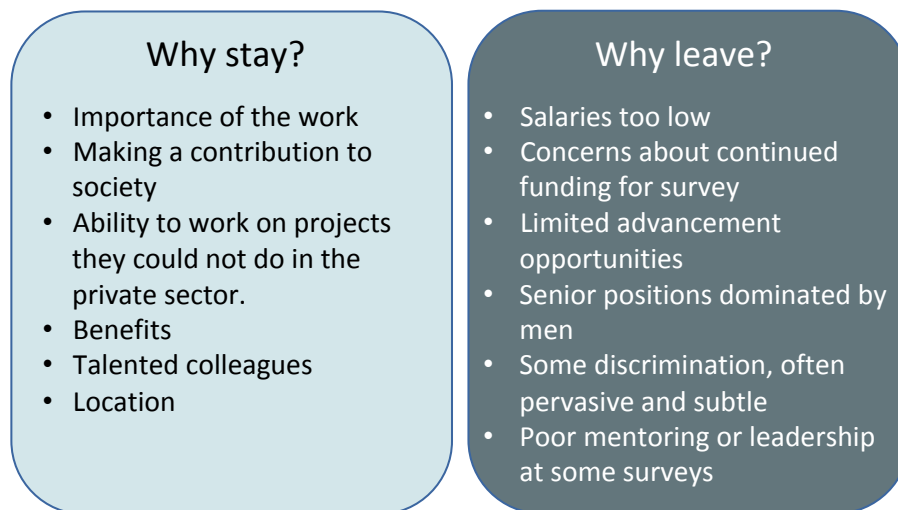 Why stay?
• Importance of the work
• Making a contribution to
society
• Ability to work on projects
they could not do in the
private sector.
• Benefits
• Talented colleagues
• Location
Why leave?
• Salaries too low
• Concerns about continued
funding for survey
• Limited advancement
opportunities
• Senior positions dominated by
men
• Some discrimination, often
pervasive and subtle
• Poor mentoring or leadership
at some surveys